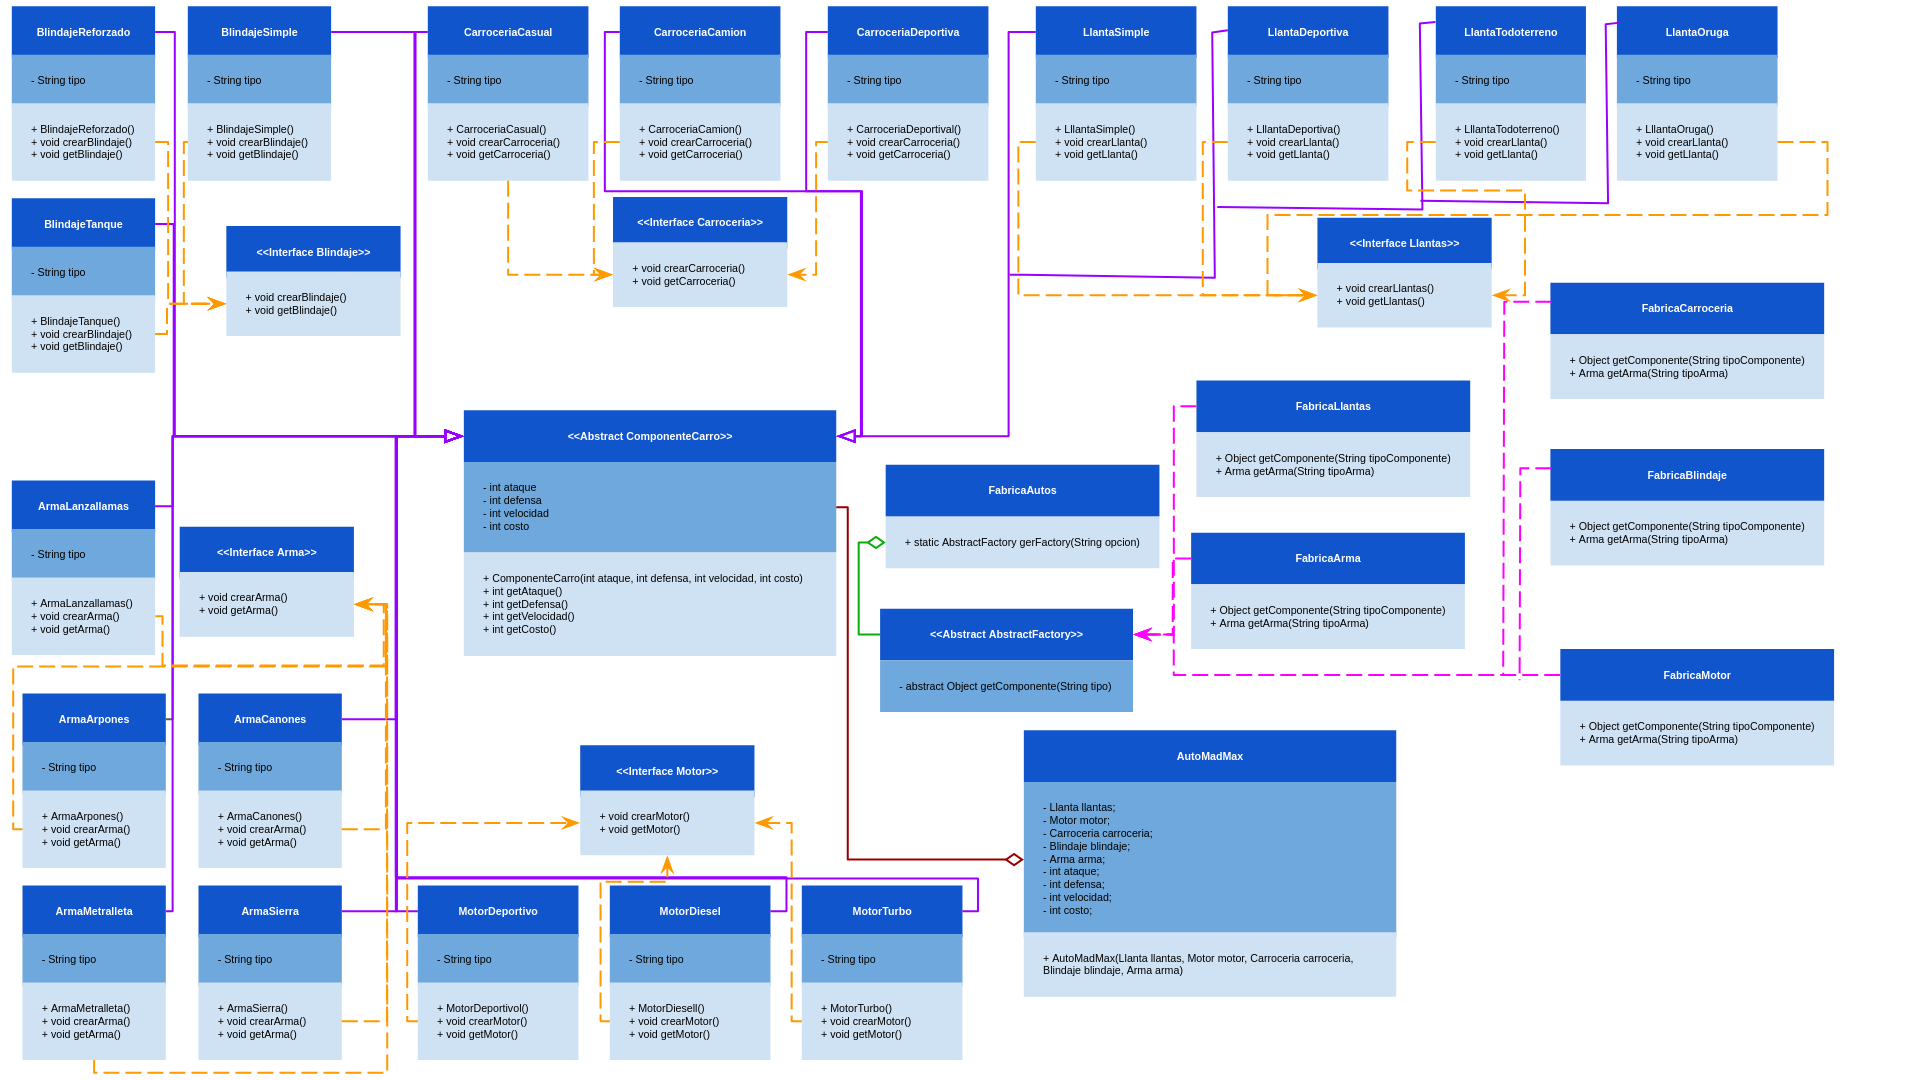 BlindajeReforzado
- String tipo
+ BlindajeReforzado()
+ void crearBlindaje()
+ void getBlindaje()
BlindajeSimple
- String tipo
+ BlindajeSimple()
+ void crearBlindaje()
+ void getBlindaje()
CarroceriaCasual
- String tipo
+ CarroceriaCasual()
+ void crearCarroceria()
+ void getCarroceria()
CarroceriaCamion
- String tipo
+ CarroceriaCamion()
+ void crearCarroceria()
+ void getCarroceria()
CarroceriaDeportiva
- String tipo
+ CarroceriaDeportival()
+ void crearCarroceria()
+ void getCarroceria()
LlantaSimple
- String tipo
+ LllantaSimple()
+ void crearLlanta()
+ void getLlanta()
LlantaDeportiva
- String tipo
+ LllantaDeportiva()
+ void crearLlanta()
+ void getLlanta()
LlantaTodoterreno
- String tipo
+ LllantaTodoterreno()
+ void crearLlanta()
+ void getLlanta()
LlantaOruga
- String tipo
+ LllantaOruga()
+ void crearLlanta()
+ void getLlanta()
BlindajeTanque
- String tipo
+ BlindajeTanque()
+ void crearBlindaje()
+ void getBlindaje()
<<Interface Blindaje>>
+ void crearBlindaje()
+ void getBlindaje()
<<Interface Carroceria>>
+ void crearCarroceria()
+ void getCarroceria()
<<Interface Llantas>>
+ void crearLlantas()
+ void getLlantas()
FabricaCarroceria
+ Object getComponente(String tipoComponente)
+ Arma getArma(String tipoArma)
FabricaLlantas
+ Object getComponente(String tipoComponente)
+ Arma getArma(String tipoArma)
<<Abstract ComponenteCarro>>
- int ataque
- int defensa
- int velocidad
- int costo
+ ComponenteCarro(int ataque, int defensa, int velocidad, int costo)
+ int getAtaque()
+ int getDefensa()
+ int getVelocidad()
+ int getCosto()
FabricaAutos
+ static AbstractFactory gerFactory(String opcion)
FabricaBlindaje
+ Object getComponente(String tipoComponente)
+ Arma getArma(String tipoArma)
ArmaLanzallamas
- String tipo
+ ArmaLanzallamas()
+ void crearArma()
+ void getArma()
<<Interface Arma>>
+ void crearArma()
+ void getArma()
FabricaArma
+ Object getComponente(String tipoComponente)
+ Arma getArma(String tipoArma)
<<Abstract AbstractFactory>>
- abstract Object getComponente(String tipo)
FabricaMotor
+ Object getComponente(String tipoComponente)
+ Arma getArma(String tipoArma)
ArmaArpones
- String tipo
+ ArmaArpones()
+ void crearArma()
+ void getArma()
ArmaCanones
- String tipo
+ ArmaCanones()
+ void crearArma()
+ void getArma()
<<Interface Motor>>
+ void crearMotor()
+ void getMotor()
AutoMadMax
- Llanta llantas;
- Motor motor;
- Carroceria carroceria;
- Blindaje blindaje;
- Arma arma;
- int ataque;
- int defensa;
- int velocidad;
- int costo;
+ AutoMadMax(Llanta llantas, Motor motor, Carroceria carroceria,
Blindaje blindaje, Arma arma)
ArmaMetralleta
- String tipo
+ ArmaMetralleta()
+ void crearArma()
+ void getArma()
ArmaSierra
- String tipo
+ ArmaSierra()
+ void crearArma()
+ void getArma()
MotorDeportivo
- String tipo
+ MotorDeportivol()
+ void crearMotor()
+ void getMotor()
MotorDiesel
- String tipo
+ MotorDiesell()
+ void crearMotor()
+ void getMotor()
MotorTurbo
- String tipo
+ MotorTurbo()
+ void crearMotor()
+ void getMotor()